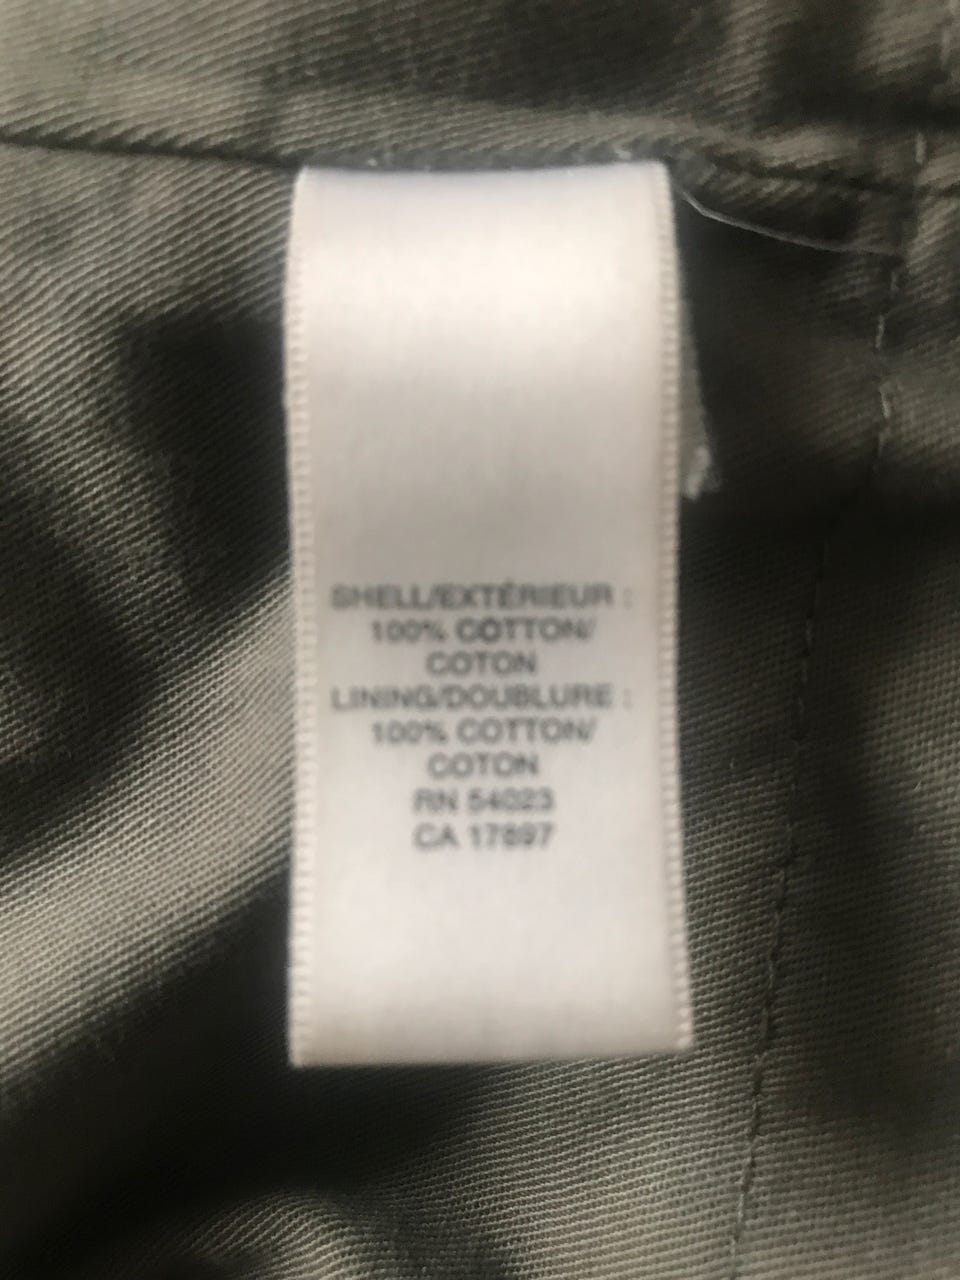 SHELL/EXTÉRIEUR :
100% COTTON/
COTON
LINING/DOUBLURE :
100% COTTON/
COTON
RN 54023
CA 17897